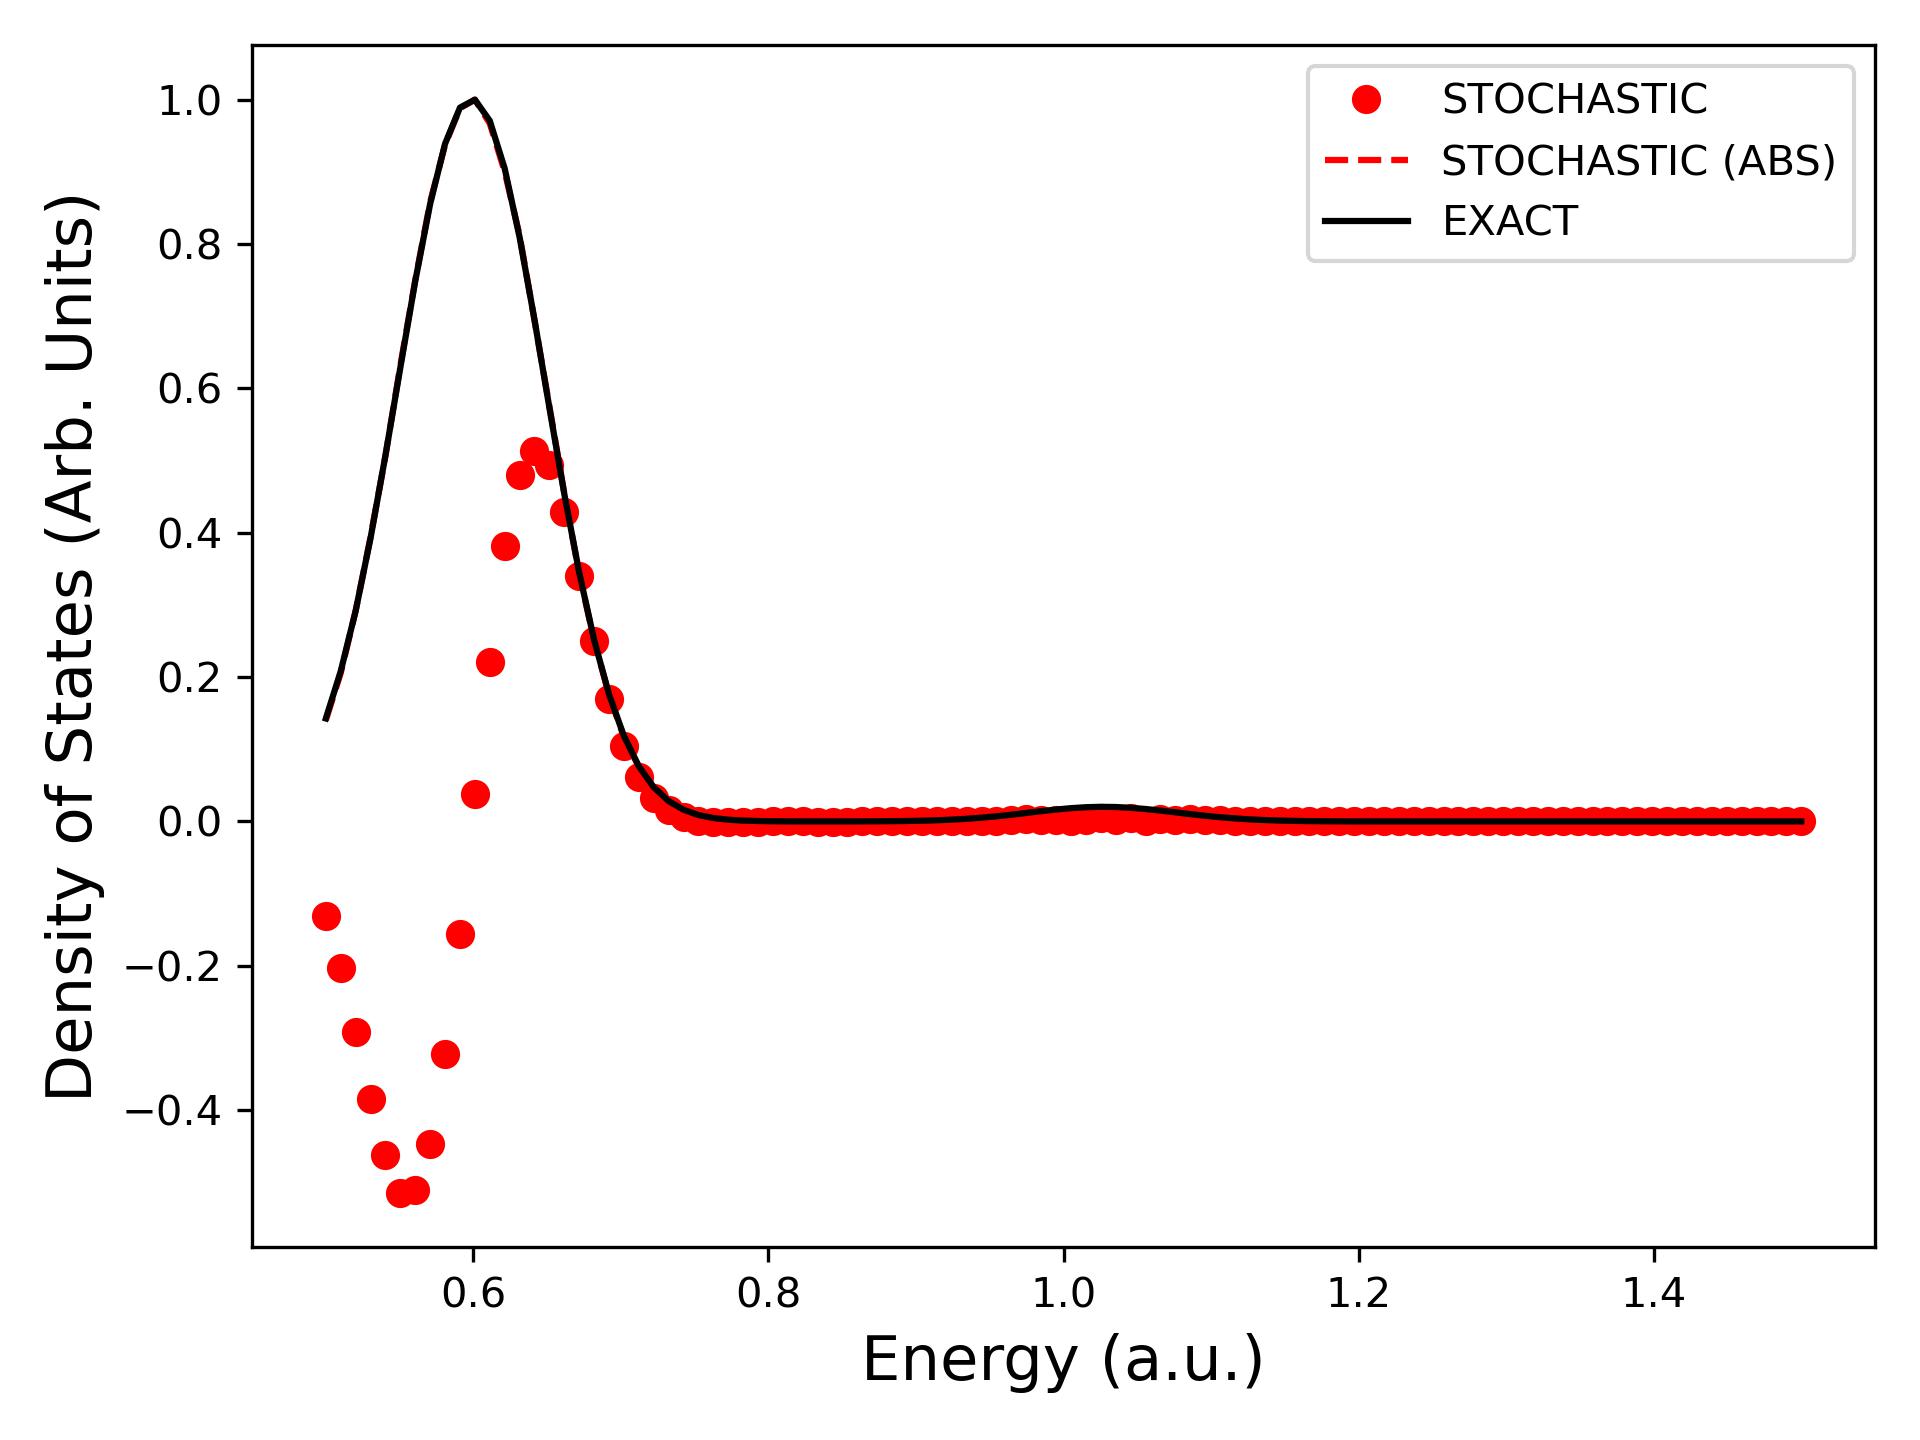 STOCHASTIC
STOCHASTIC (ABS)
EXACT
Density of States (Arb. Units)
1.0
0.8
0.6
0.4
0.2
0.0
−0.2
−0.4
0.6 0.8 1.0 1.2 1.4
Energy (a.u.)